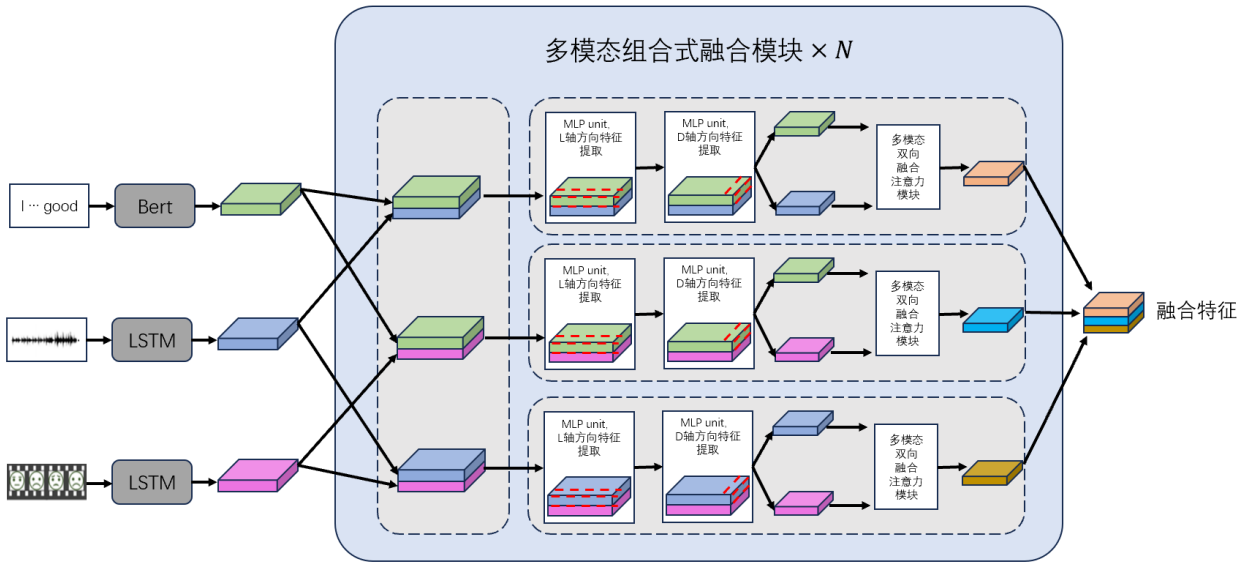 多模态组合式融合模块 × N
I ··· good
Bert
LSTM
LSTM
MLP unit,
L轴方向特征
提取
MLP unit,
D轴方向特征
提取
多模态
双向
融合
注意力
模块
MLP unit,
L轴方向特征
提取
MLP unit,
D轴方向特征
提取
多模态
双向
融合
注意力
模块
MLP unit,
L轴方向特征
提取
MLP unit,
D轴方向特征
提取
多模态
双向
融合
注意力
模块
融合特征